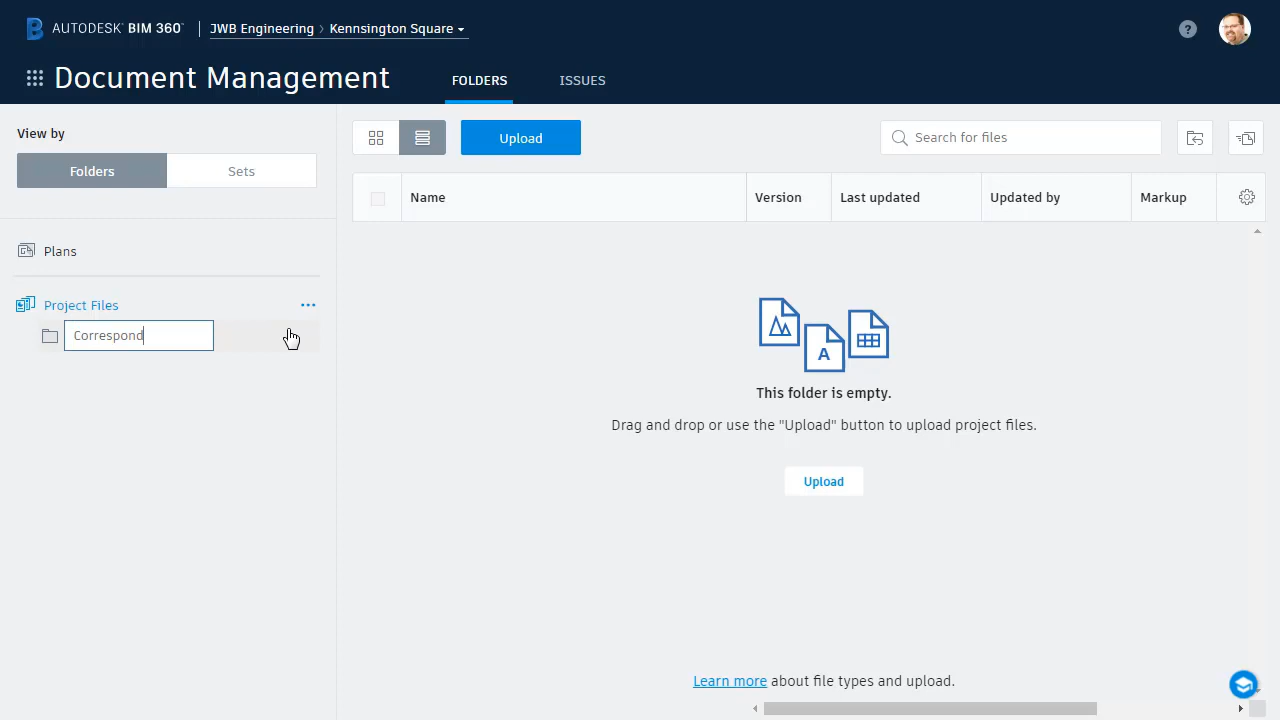 AUTODESK® BIM 360™
JWB Engineering > Kennsington Square
Document Management
FOLDERS
ISSUES
View by
Folders
Sets
Upload
Search for files
Name
Version
Last updated
Updated by
Markup
Plans
Project Files
Correspond
A
This folder is empty.
Drag and drop or use the "Upload" button to upload project files.
Upload
Learn more about file types and upload.